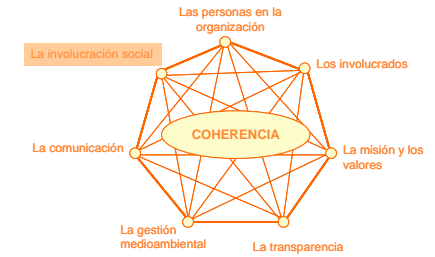 Las personas en la
organización
La involucración social
Los involucrados
COHERENCIA
La comunicación
La misión y los
valores
La gestión
medioambiental
La transparencia